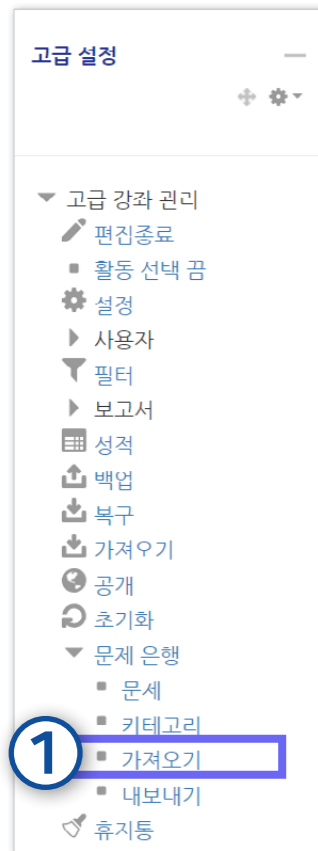 고급 설정
고급 강좌 관리
편집종료
활동 선택 끔
설정
사용자
필터
보고서
성적
백업
복구
가져오기
공개
초기화
문제 은행
문제
카테고리
1
가져오기
내보내기
휴지통